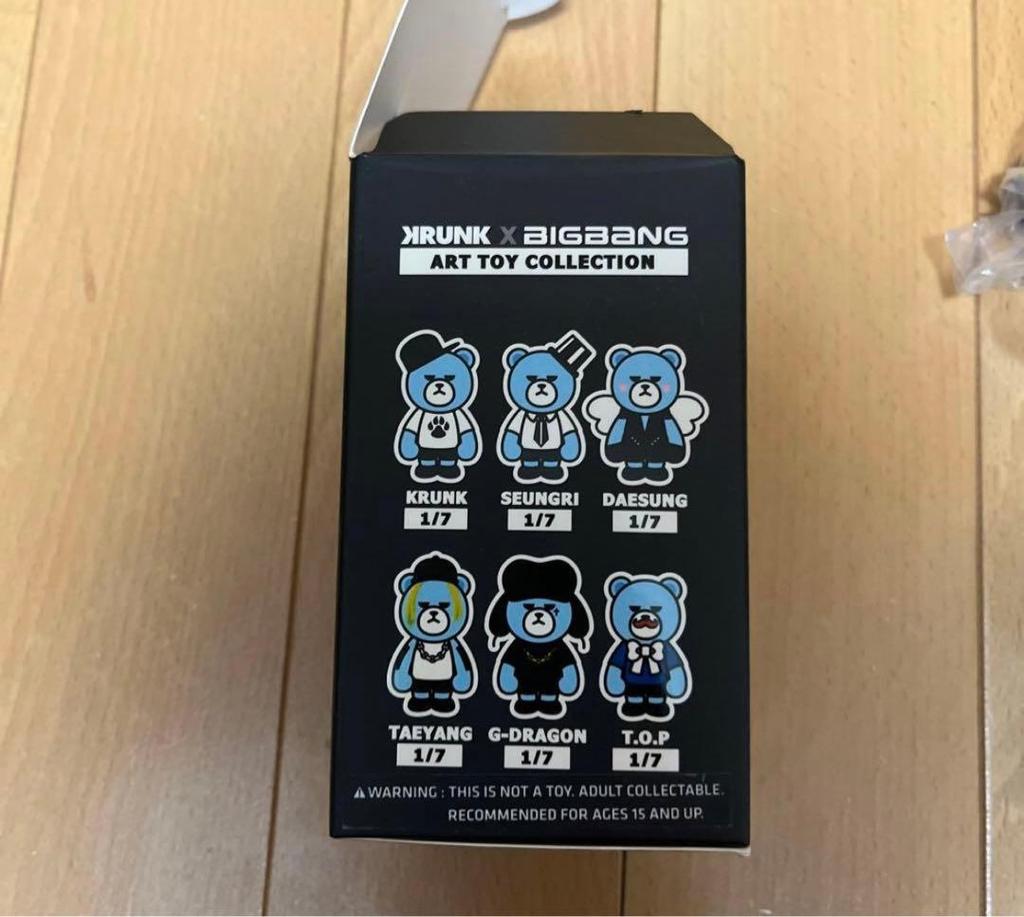 KRUNK X BIGBANG
ART TOY COLLECTION
KRUNK SEUNGRI DAESUNG
1/7 1/7 1/7
TAEYANG G-DRAGON T.O.P
1/7 1/7 1/7
⚠ WARNING : THIS IS NOT A TOY. ADULT COLLECTABLE.
RECOMMENDED FOR AGES 15 AND UP.